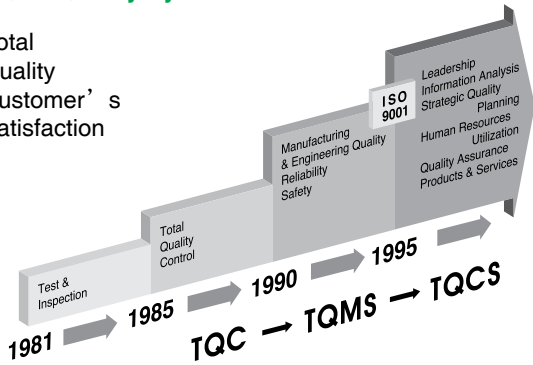 otal
uality
ustomer's
atisfaction
Test &
Inspection
Total
Quality
Control
Manufacturing
& Engineering Quality
Reliability
Safety
ISO
9001
Leadership
Information Analysis
Strategic Quality
Planning
Human Resources
Utilization
Quality Assurance
Products & Services
1981
1985
1990
1995
TQC → TQMS → TQCS